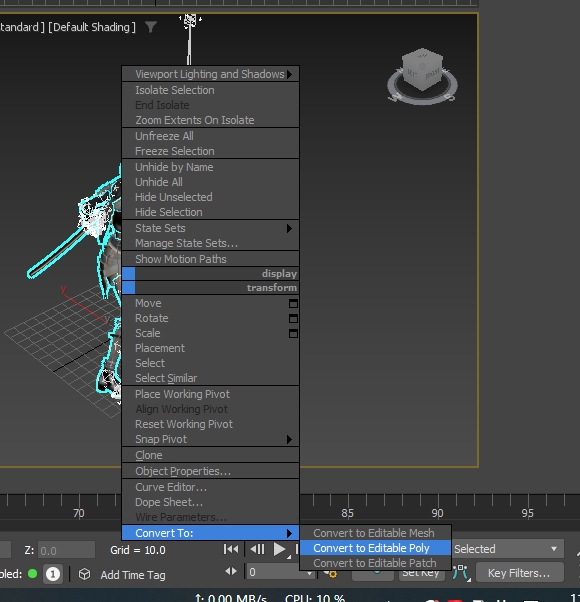 tandard ] [Default Shading ]
Viewport Lighting and Shadows
Isolate Selection
End Isolate
Zoom Extents On Isolate
Unfreeze All
Freeze Selection
Unhide by Name
Unhide All
Hide Unselected
Hide Selection
State Sets
Manage State Sets...
Show Motion Paths
display
transform
Move
Rotate
Scale
Placement
Select
Select Similar
Place Working Pivot
Align Working Pivot
Reset Working Pivot
Snap Pivot
Clone
Object Properties...
Curve Editor...
Dope Sheet...
Wire Parameters...
Convert To:
Convert to Editable Mesh
Convert to Editable Poly
Convert to Editable Patch
x
70 85 90 95
Z: 0.0 Grid = 10.0 Selected
bled: 1 Add Time Tag 0 Set Key Key Filters...
0.00 MB/s CPU: 10 %